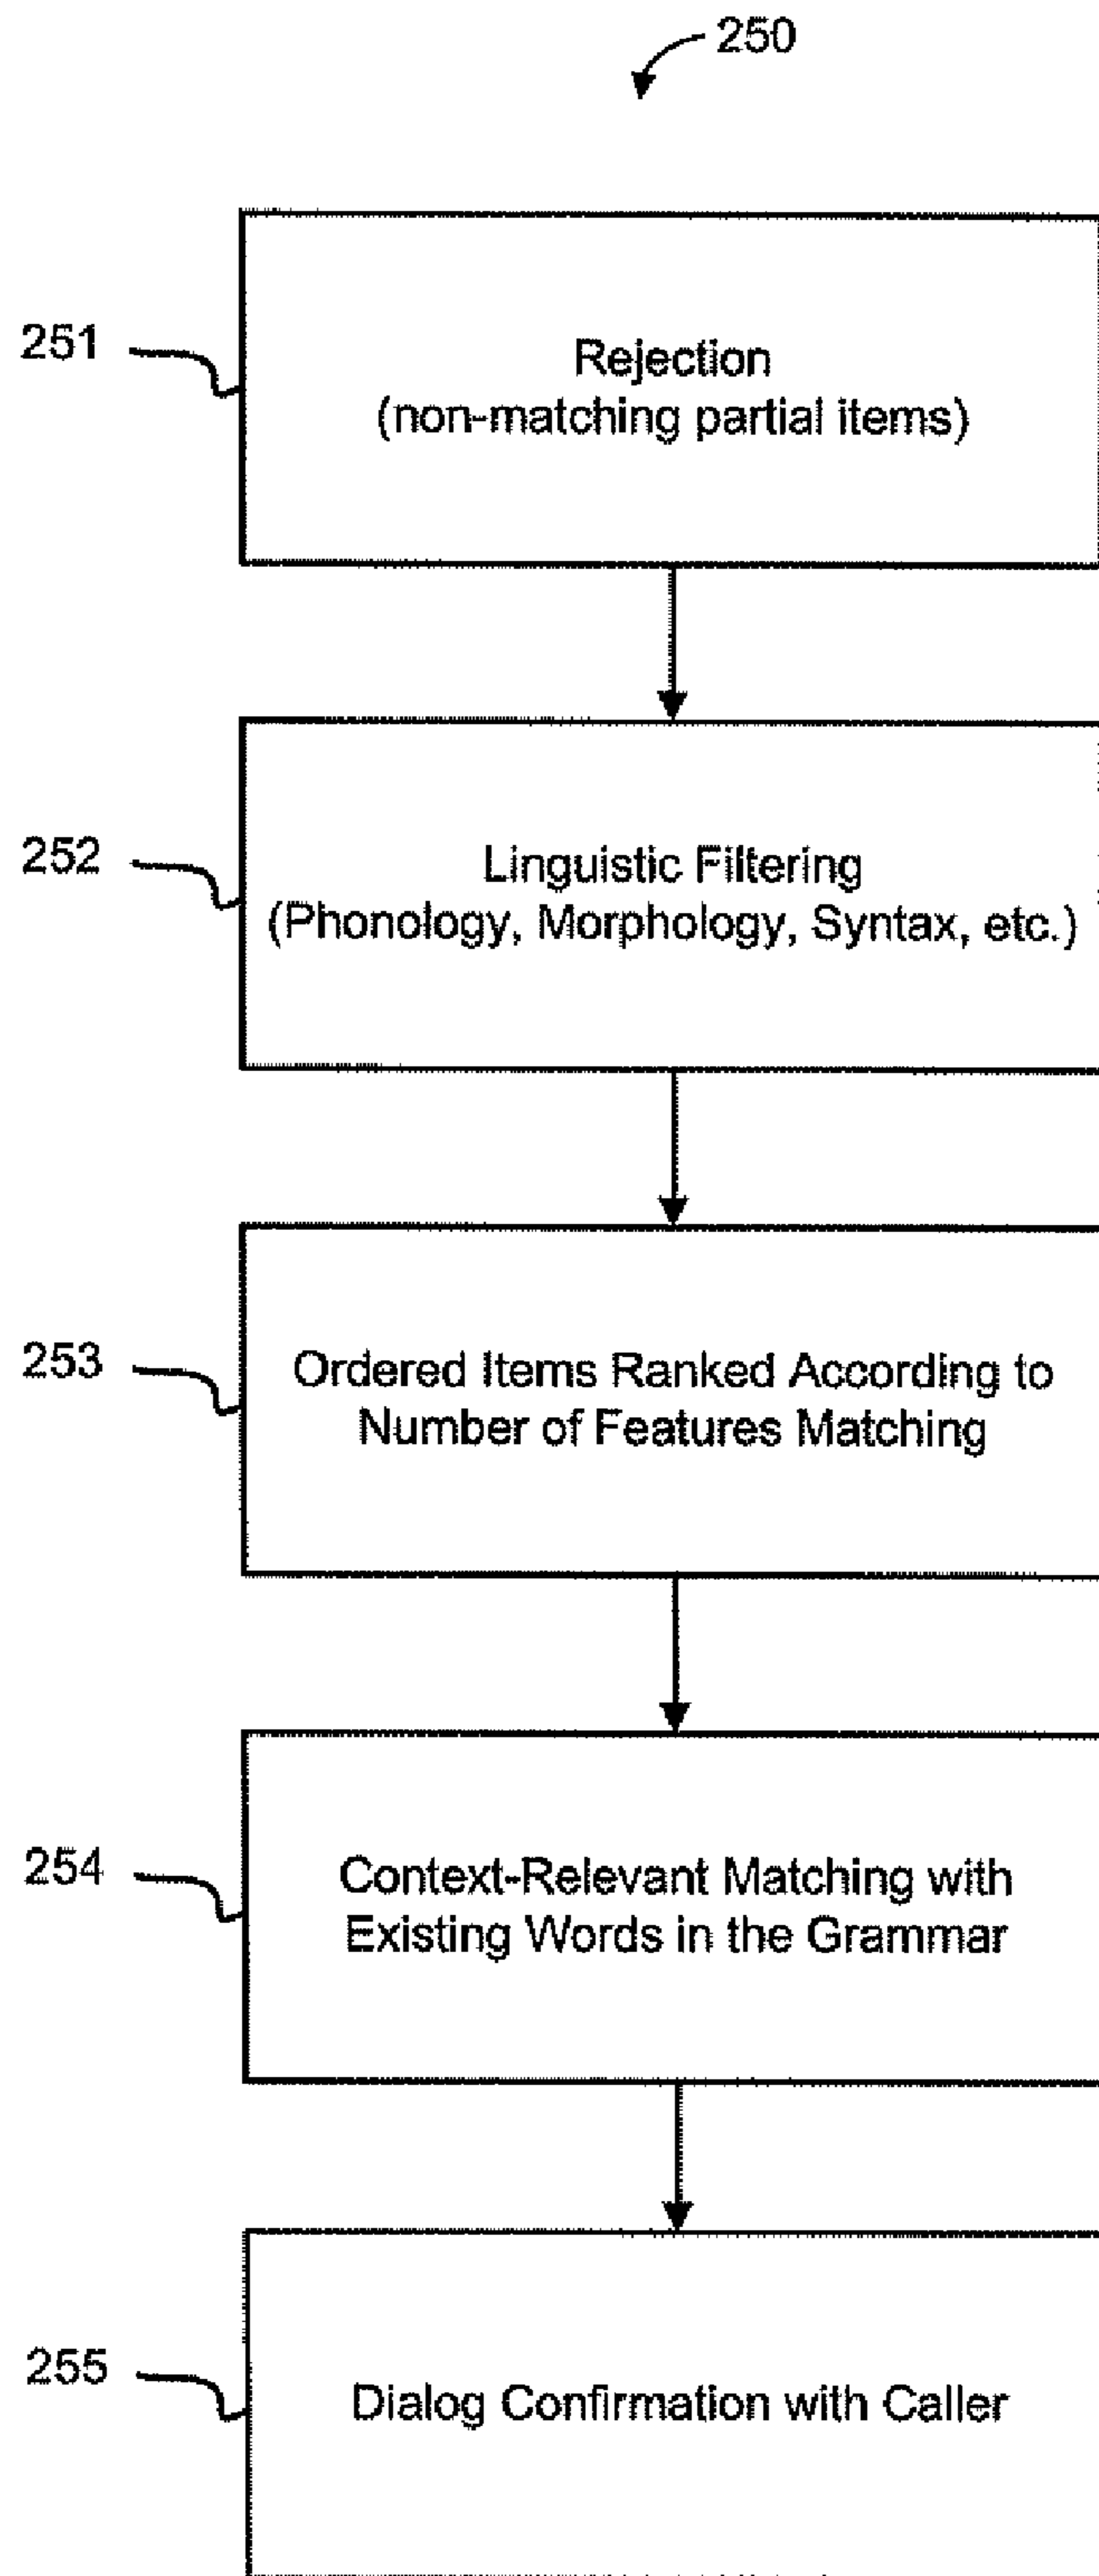 250
251
Rejection
(non-matching partial items)
252
Linguistic Filtering
(Phonology, Morphology, Syntax, etc.)
253
Ordered Items Ranked According to
Number of Features Matching
254
Context-Relevant Matching with
Existing Words in the Grammar
255
Dialog Confirmation with Caller